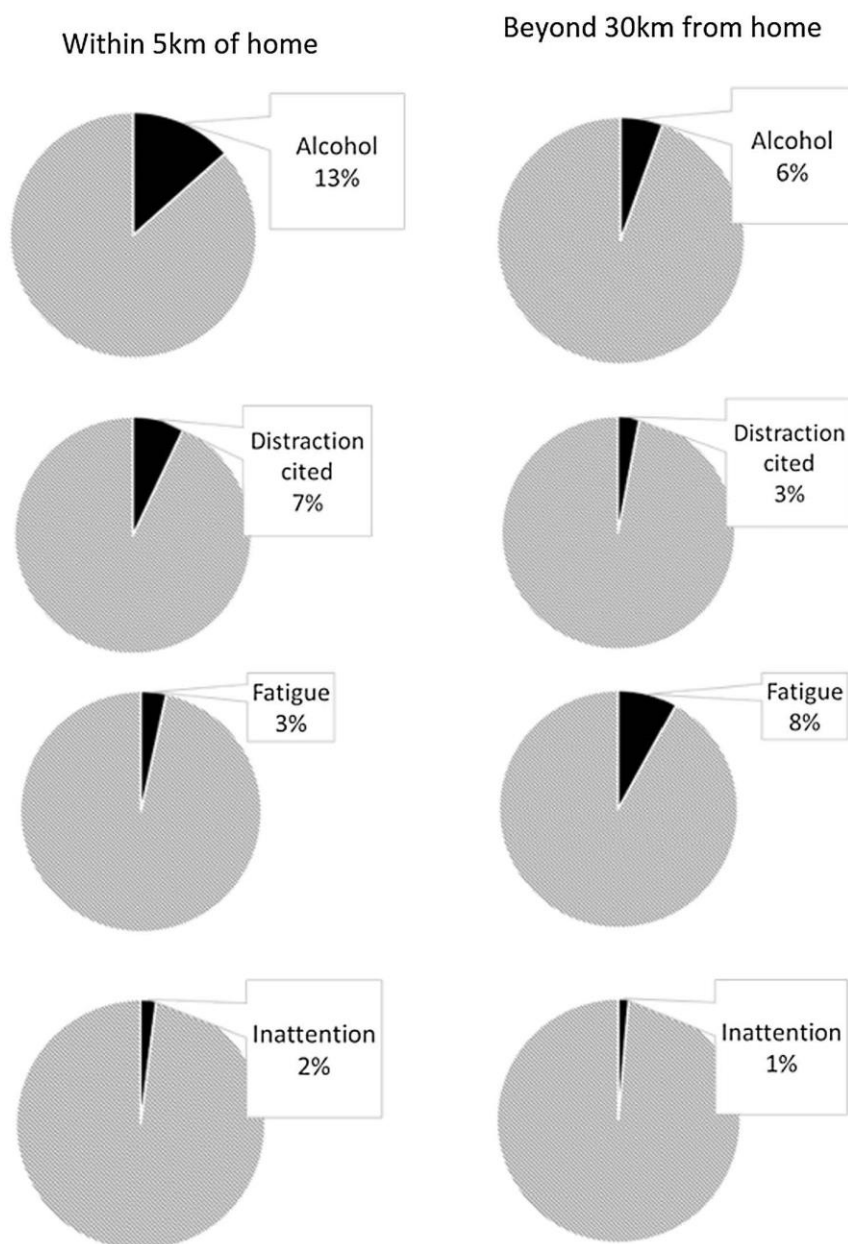 Within 5km of home
Beyond 30km from home
Alcohol
13%
Alcohol
6%
Distraction
cited
7%
Distraction
cited
3%
Fatigue
3%
Fatigue
8%
Inattention
2%
Inattention
1%